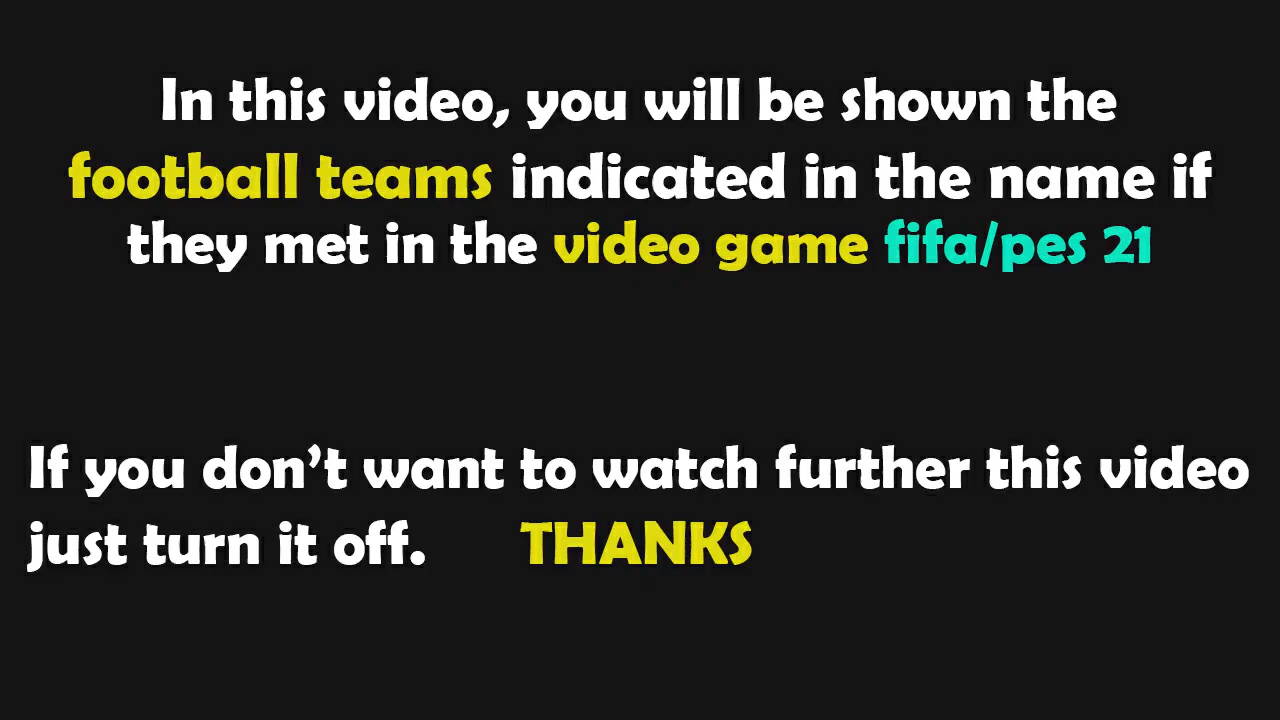 In this video, you will be shown the
football teams indicated in the name if
they met in the video game fifa/pes 21
If you don't want to watch further this video
just turn it off. THANKS